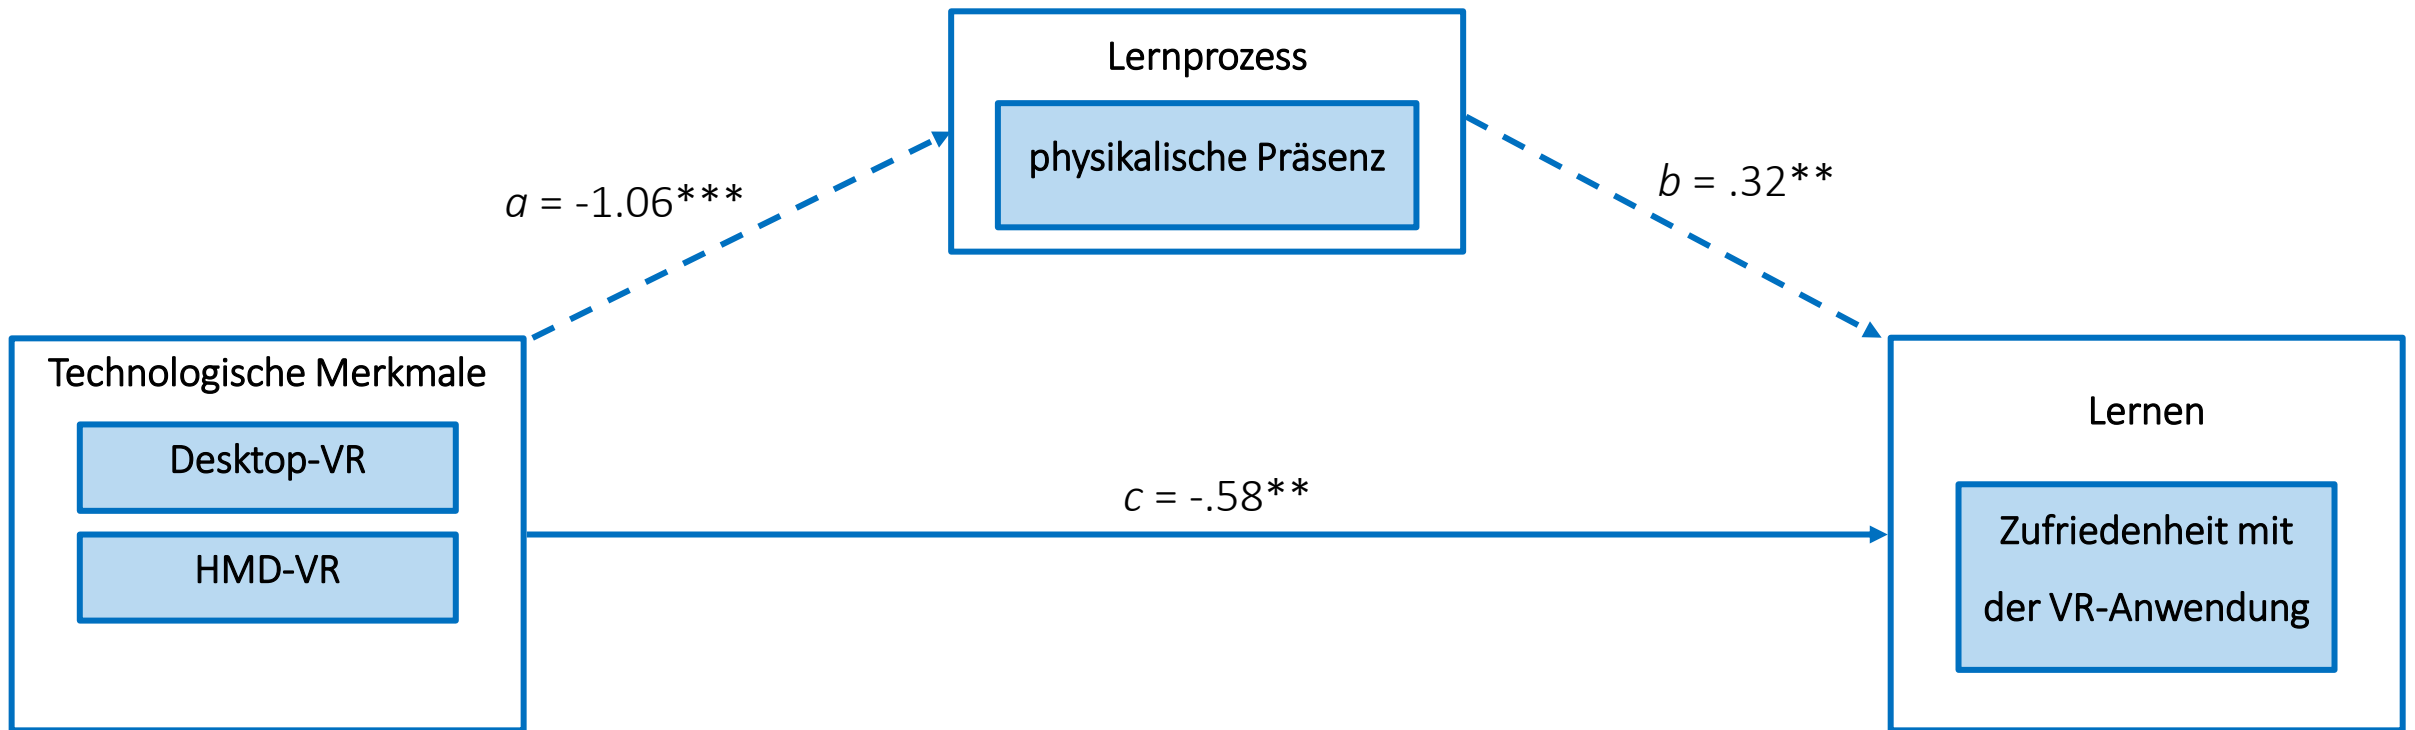 Lernprozess
physikalische Präsenz
a = -1.06***
b = .32**
Technologische Merkmale
Desktop-VR
HMD-VR
c = -.58**
Lernen
Zufriedenheit mit
der VR-Anwendung